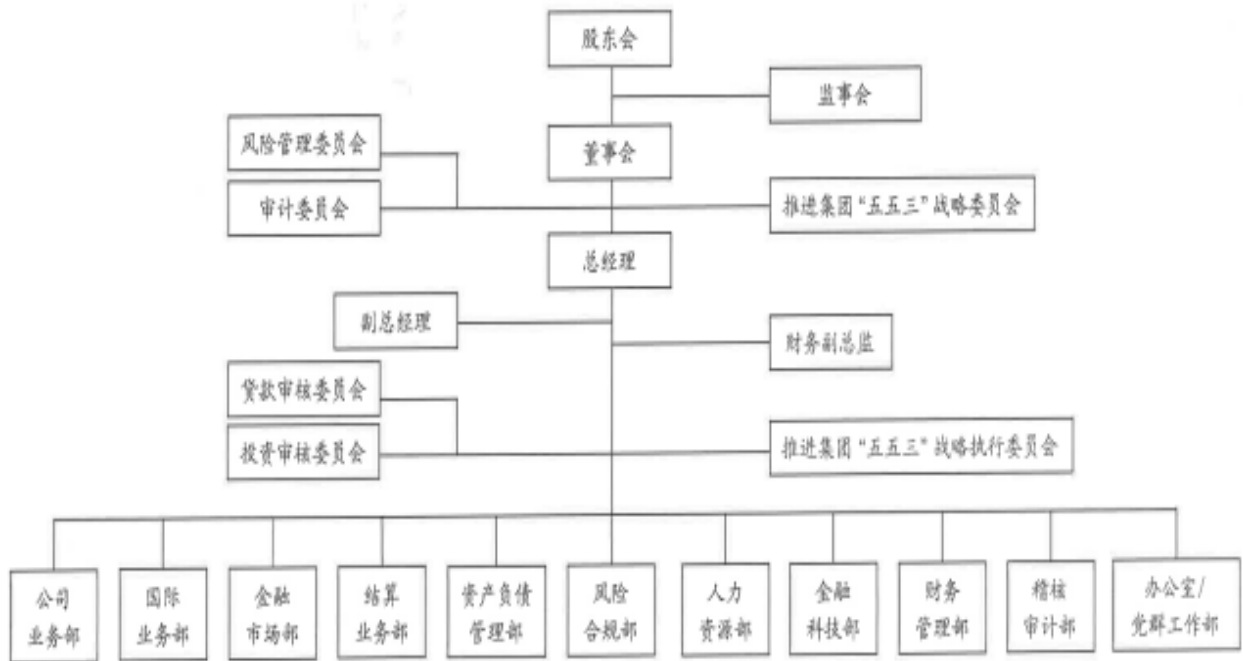 股东会
监事会
风险管理委员会
董事会
审计委员会
推进集团“五五三”战略委员会
总经理
副总经理
财务副总监
贷款审核委员会
投资审核委员会
推进集团“五五三”战略执行委员会
公司
业务部
国际
业务部
金融
市场部
结算
业务部
资产负债
管理部
风险
合规部
人力
资源部
金融
科技部
财务
管理部
稽核
审计部
办公室/
党群工作部